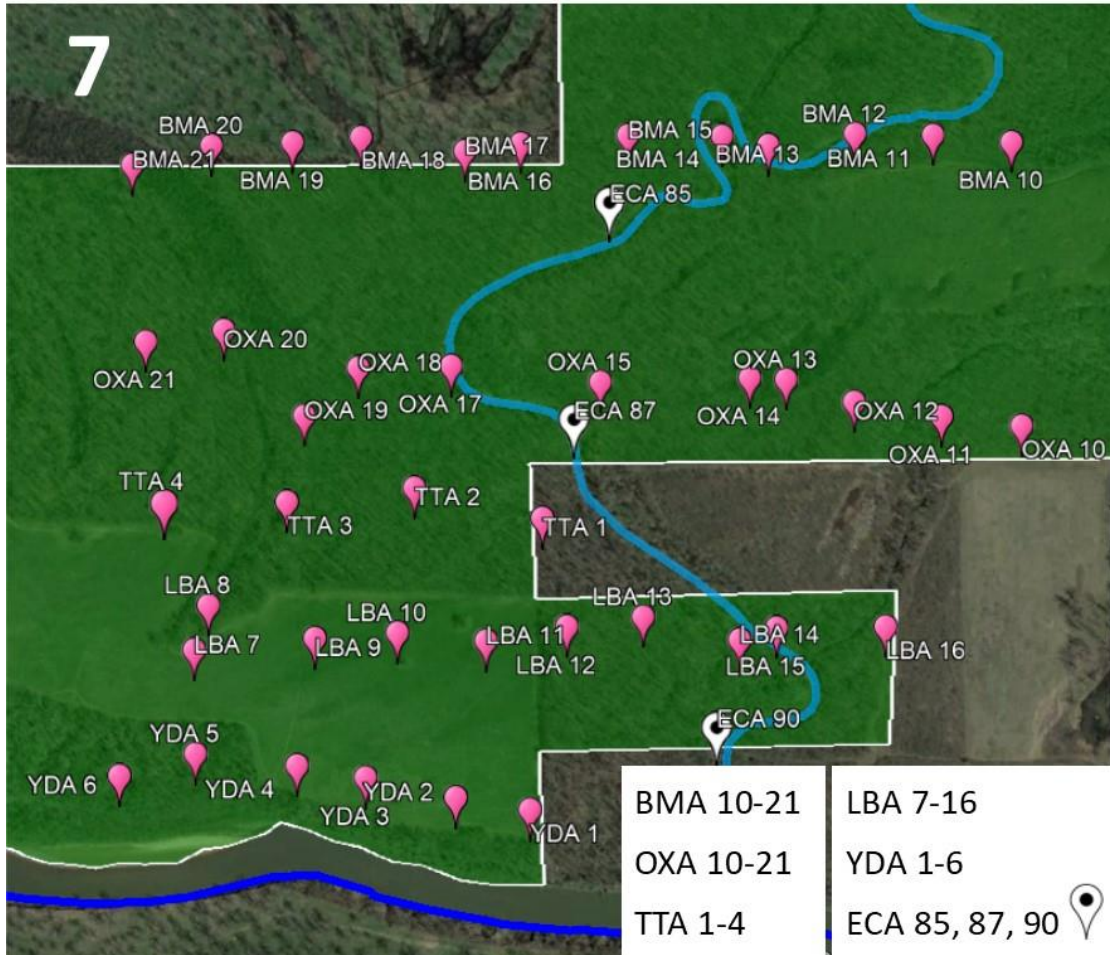 7
BMA 12
BMA 20
BMA 15
BMA 17
BMA 21
BMA 18
BMA 14
BMA 13
BMA 11
BMA 19
BMA 16
BMA 10
ECA 85
OXA 20
OXA 18
OXA 15
OXA 13
OXA 21
OXA 17
OXA 19
ECA 87
OXA 14
OXA 12
OXA 11
OXA 10
TTA 4
TTA 2
TTA 3
TTA 1
LBA 8
LBA 10
LBA 13
LBA 7
LBA 9
LBA 11
LBA 14
LBA 12
LBA 15
LBA 16
ECA 90
YDA 5
YDA 6
YDA 4
YDA 2
YDA 3
YDA 1
BMA 10-21
OXA 10-21
TTA 1-4
LBA 7-16
YDA 1-6
ECA 85, 87, 90